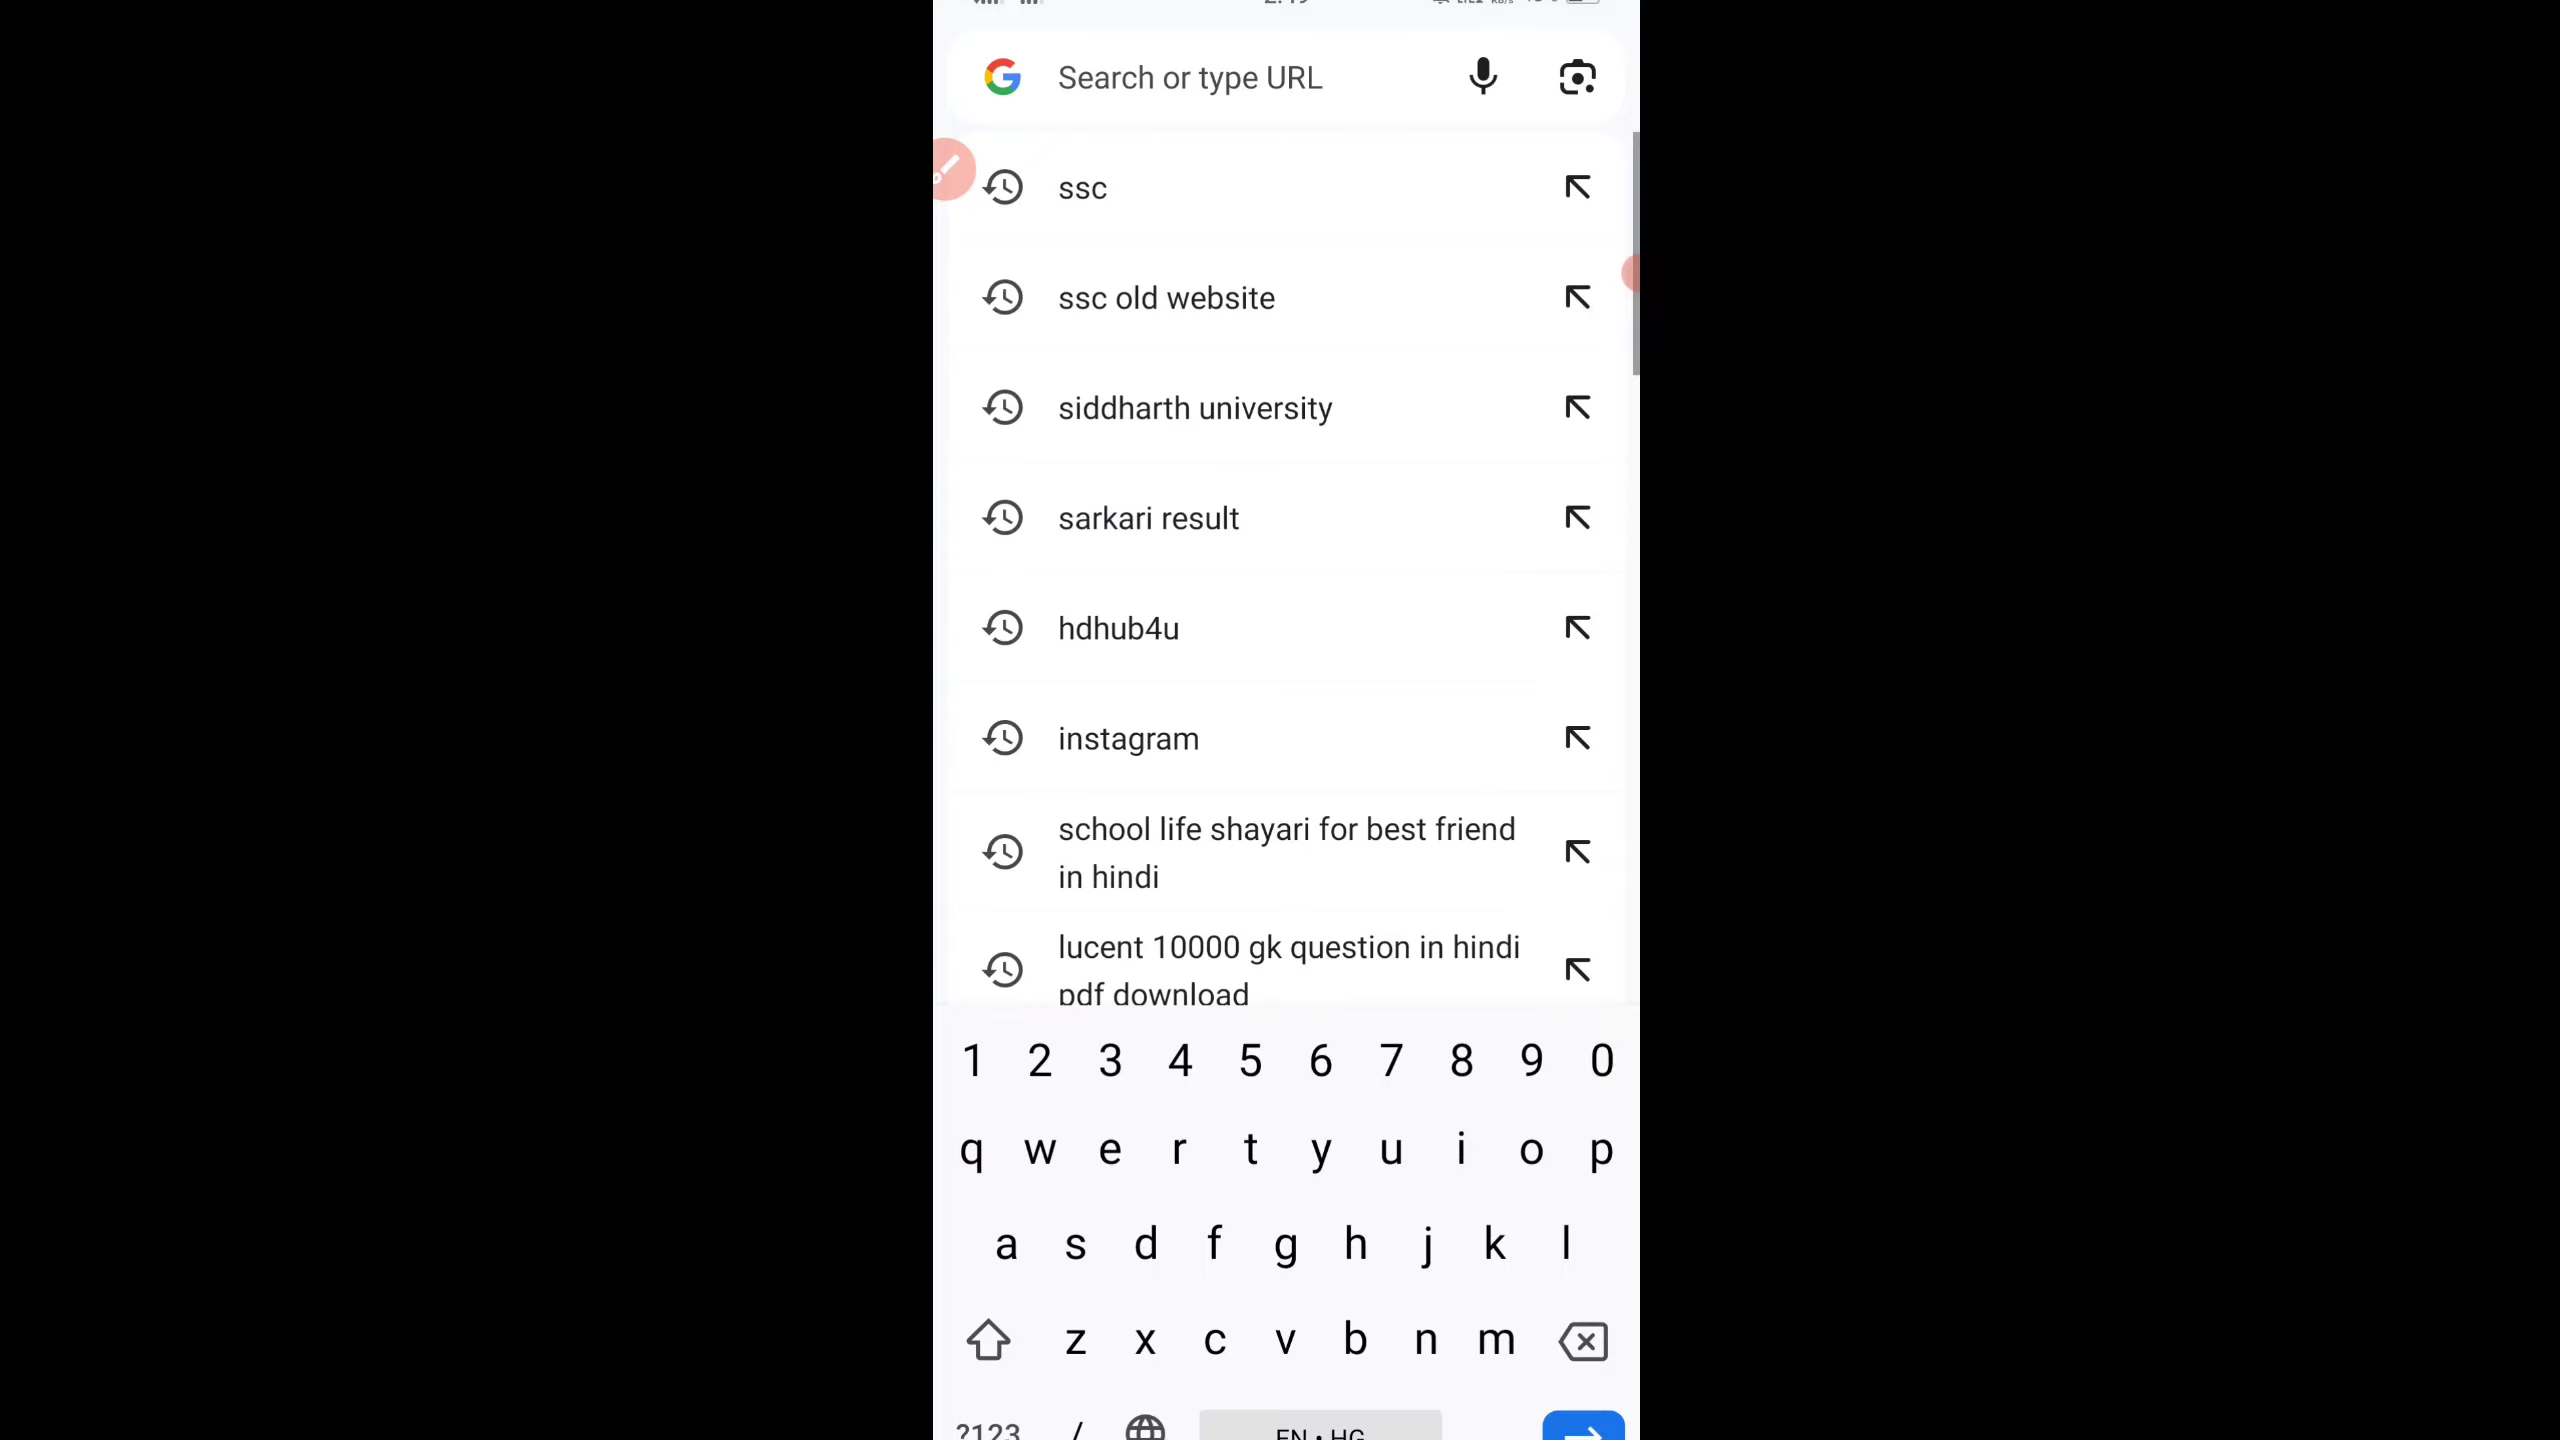 Search or type URL
ssc
ssc old website
siddharth university
sarkari result
hdhub4u
instagram
school life shayari for best friend
in hindi
lucent 10000 gk question in hindi
pdf download
1 2 3 4 5 6 7 8 9 0
q w e r t y u i o p
a s d f g h j k l
z x c v b n m
?123 / EN • HG